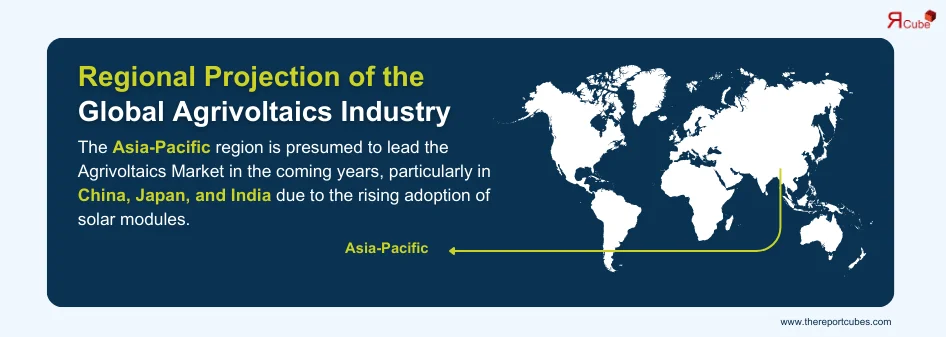 ЯCube
Regional Projection of the
Global Agrivoltaics Industry
The Asia-Pacific region is presumed to lead the
Agrivoltaics Market in the coming years, particularly in
China, Japan, and India due to the rising adoption of
solar modules.
Asia-Pacific
www.thereportcubes.com